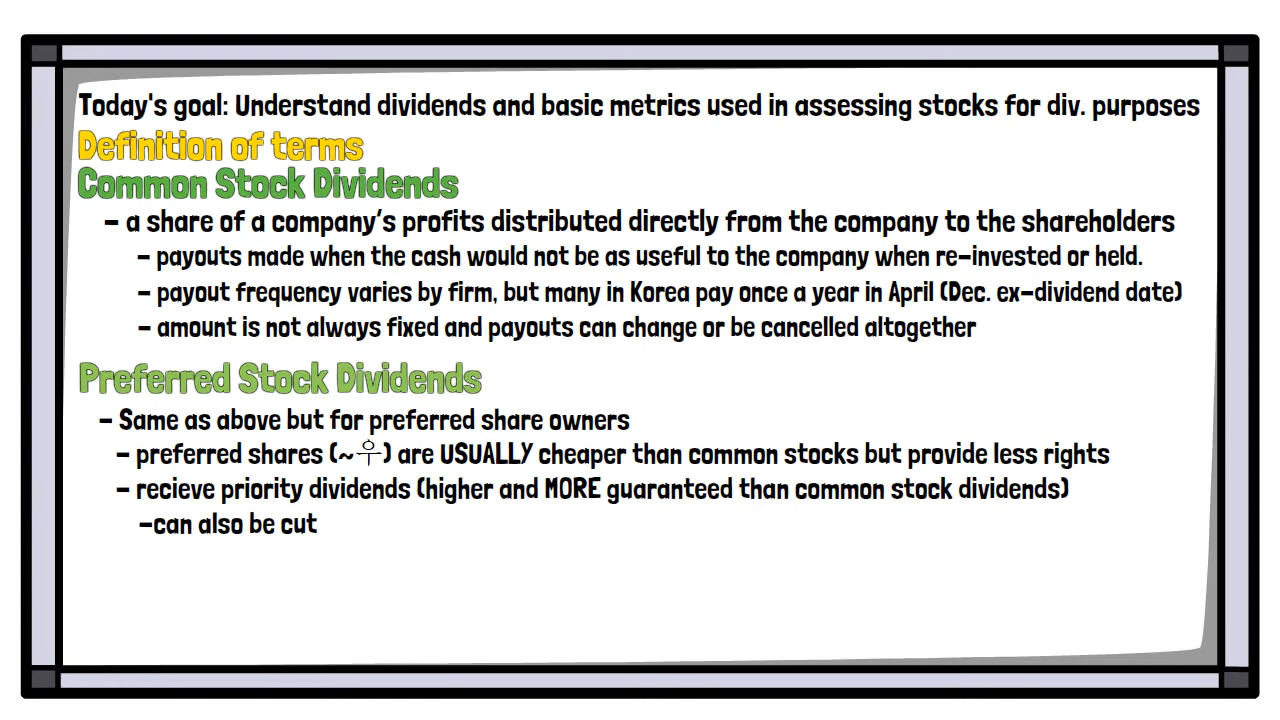 Today's goal: Understand dividends and basic metrics used in assessing stocks for div. purposes
Definition of terms
Common Stock Dividends
- a share of a company's profits distributed directly from the company to the shareholders
- payouts made when the cash would not be as useful to the company when re-invested or held.
- payout frequency varies by firm, but many in Korea pay once a year in April (Dec. ex-dividend date)
- amount is not always fixed and payouts can change or be cancelled altogether
Preferred Stock Dividends
- Same as above but for preferred share owners
- preferred shares (~우) are USUALLY cheaper than common stocks but provide less rights
- recieve priority dividends (higher and MORE guaranteed than common stock dividends)
-can also be cut